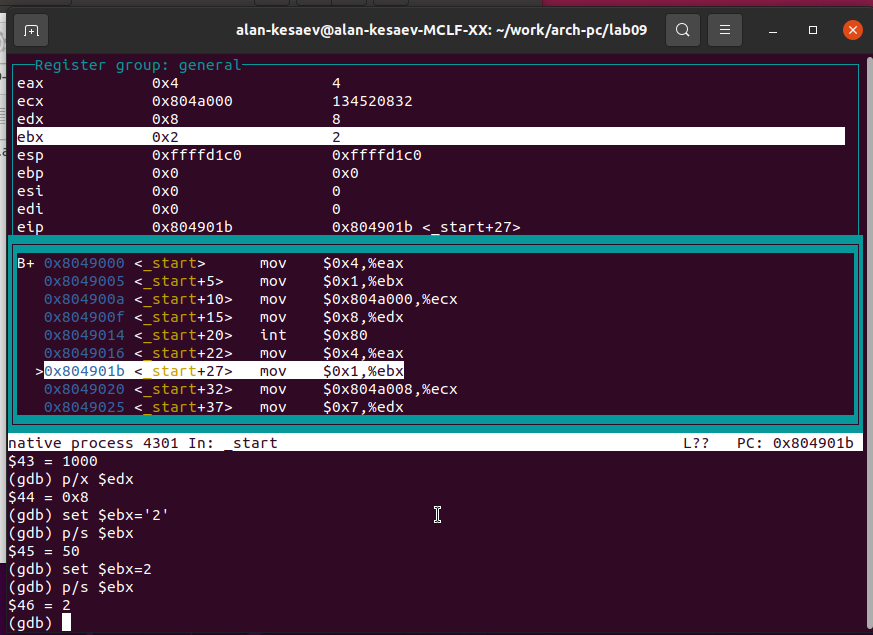 alan-kesaev@alan-kesaev-MCLF-XX: ~/work/arch-pc/lab09
Register group: general
eax 0x4 4
ecx 0x804a000 134520832
edx 0x8 8
ebx 0x2 2
esp 0xffffd1c0 0xffffd1c0
ebp 0x0 0x0
esi 0x0 0
edi 0x0 0
eip 0x804901b 0x804901b <_start+27>
B+ 0x8049000 <_start> mov $0x4,%eax
0x8049005 <_start+5> mov $0x1,%ebx
0x804900a <_start+10> mov $0x804a000,%ecx
0x804900f <_start+15> mov $0x8,%edx
0x8049014 <_start+20> int $0x80
0x8049016 <_start+22> mov $0x4,%eax
>0x804901b <_start+27> mov $0x1,%ebx
0x8049020 <_start+32> mov $0x804a008,%ecx
0x8049025 <_start+37> mov $0x7,%edx
native process 4301 In: _start L?? PC: 0x804901b
$43 = 1000
(gdb) p/x $edx
$44 = 0x8
(gdb) set $ebx='2'
(gdb) p/s $ebx
$45 = 50
(gdb) set $ebx=2
(gdb) p/s $ebx
$46 = 2
(gdb)